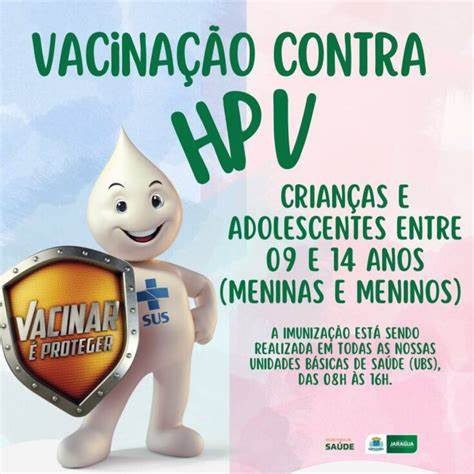 VACINAÇÃO CONTRA
HPV
CRIANÇAS E
ADOLESCENTES ENTRE
09 E 14 ANOS
(MENINAS E MENINOS)
SUS
VACINAR
É PROTEGER
A IMUNIZAÇÃO ESTÁ SENDO
REALIZADA EM TODAS AS NOSSAS
UNIDADES BÁSICAS DE SAÚDE (UBS),
DAS 08H ÀS 16H.
SAÚDE
JARAGUÁ